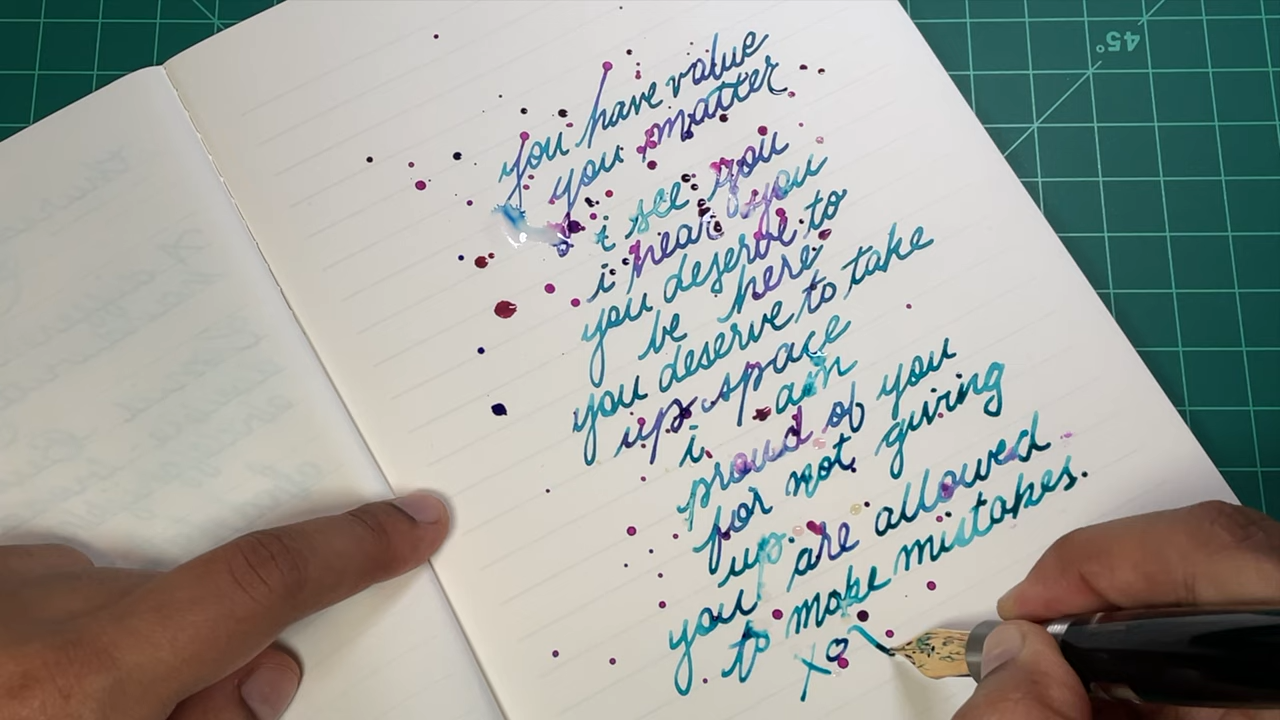 you have value
you matter
i see you
i hear you
you deserve to
be here
you deserve to take
up space
i am
proud of you
for not giving
up. are allowed
you
to make mistakes.
xo
45°